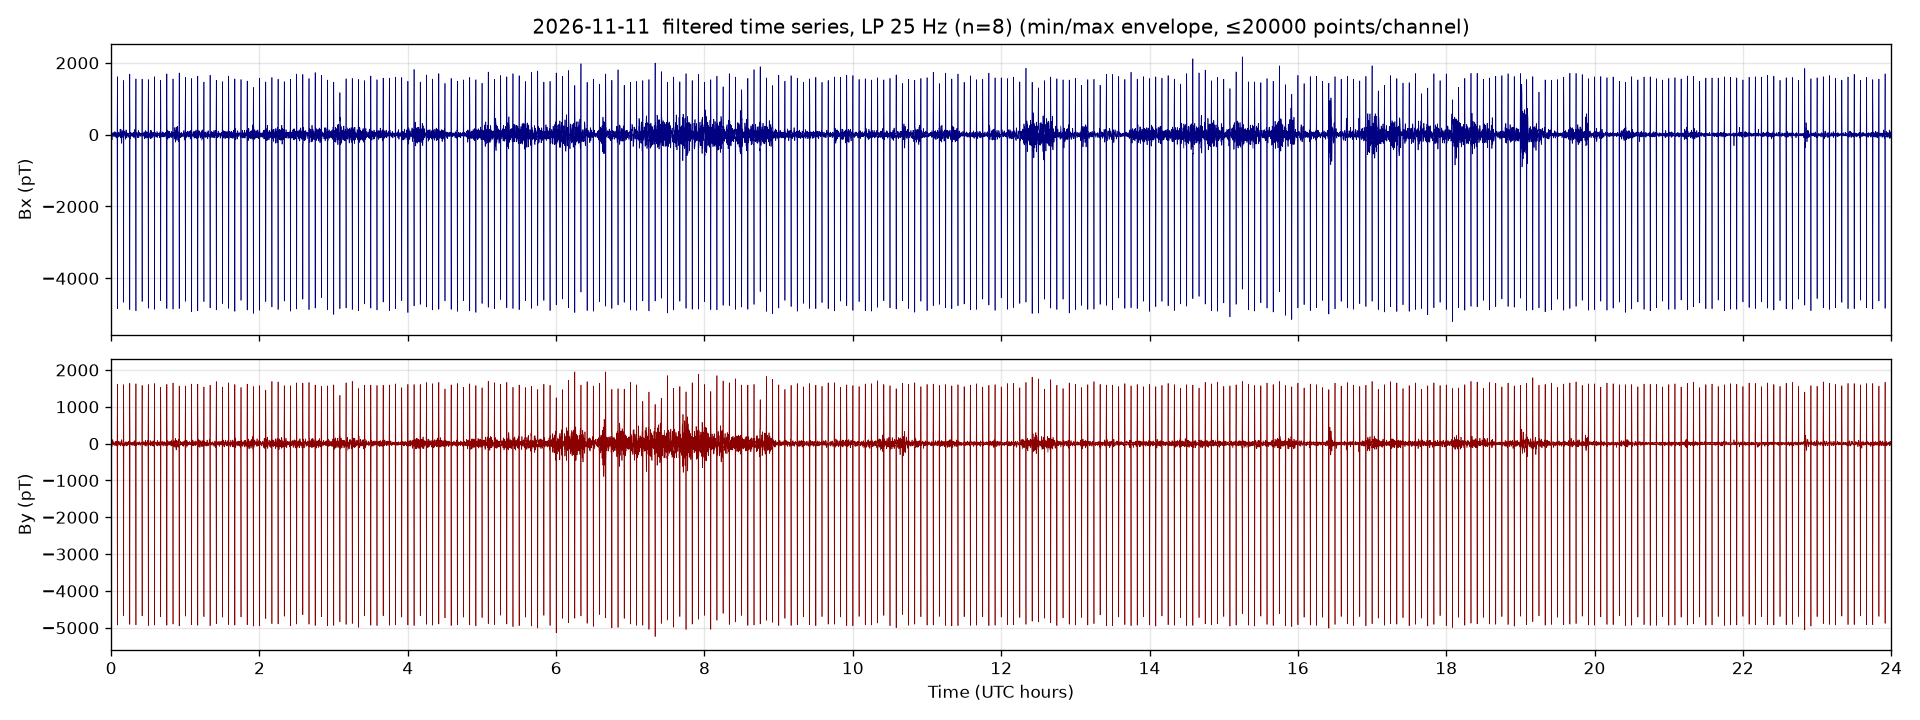 2026-11-11  filtered time series, LP 25 Hz (n=8) (min/max envelope, ≤20000 points/channel)
2000
0
−2000
−4000
Bx (pT)
2000
1000
0
−1000
−2000
−3000
−4000
−5000
By (pT)
0 2 4 6 8 10 12 14 16 18 20 22 24
Time (UTC hours)